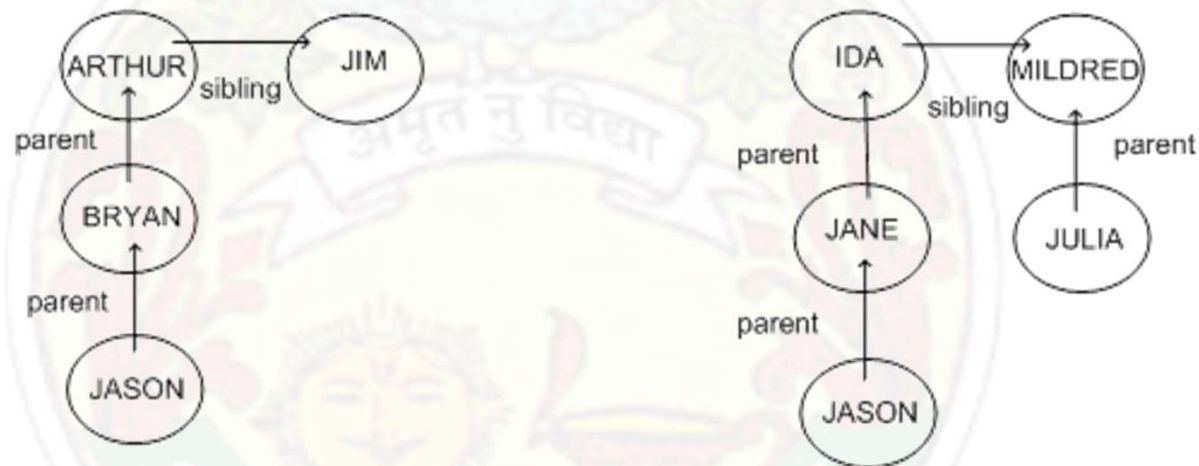 ARTHUR
JIM
sibling
parent
BRYAN
parent
JASON
IDA
MILDRED
sibling
parent
parent
JANE
JULIA
parent
JASON
अमृतं नु विद्या